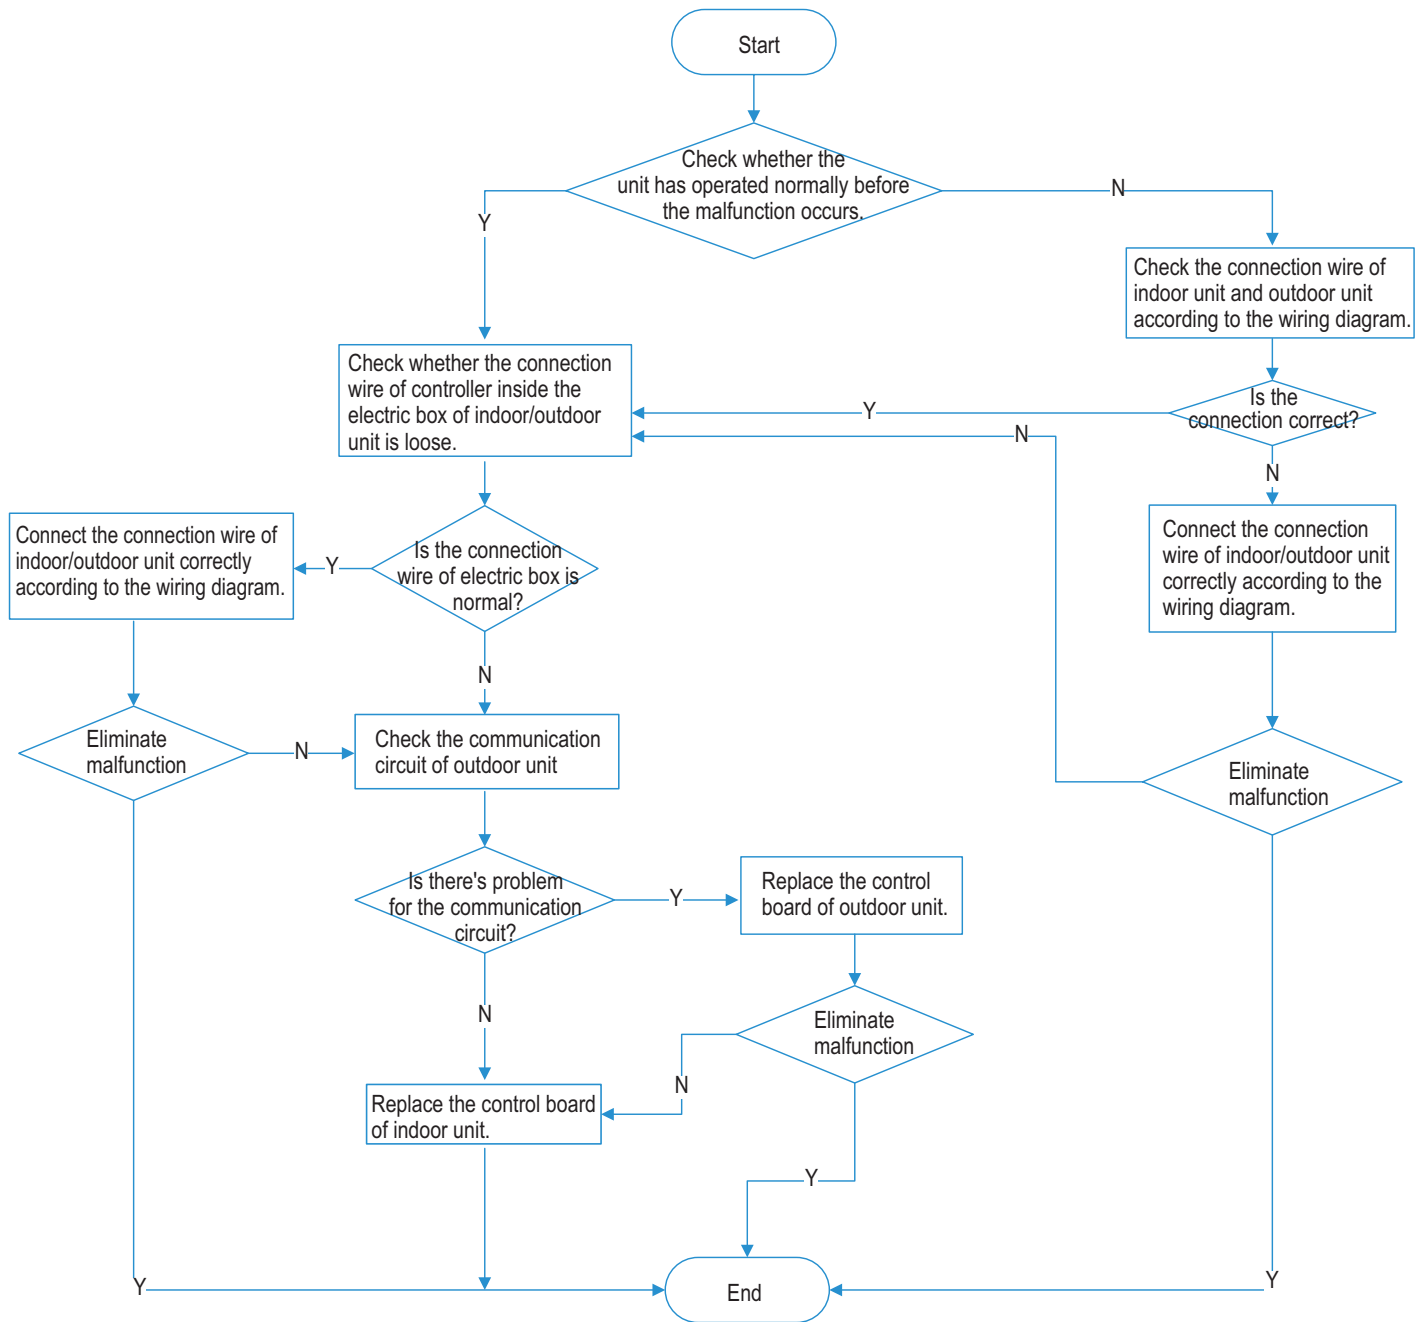 Start
Check whether the
unit has operated normally before
the malfunction occurs.
Y
N
Check the connection wire of
indoor unit and outdoor unit
according to the wiring diagram.
Check whether the connection
wire of controller inside the
electric box of indoor/outdoor
unit is loose.
Y
Is the
connection correct?
N
N
Connect the connection wire of
indoor/outdoor unit correctly
according to the wiring diagram.
Y
Is the connection
wire of electric box is
normal?
Connect the connection
wire of indoor/outdoor unit
correctly according to the
wiring diagram.
N
Eliminate
malfunction
N
Check the communication
circuit of outdoor unit
Eliminate
malfunction
Is there's problem
for the communication
circuit?
Y
Replace the control
board of outdoor unit.
N
Eliminate
malfunction
N
Replace the control board
of indoor unit.
Y
Y
End
Y